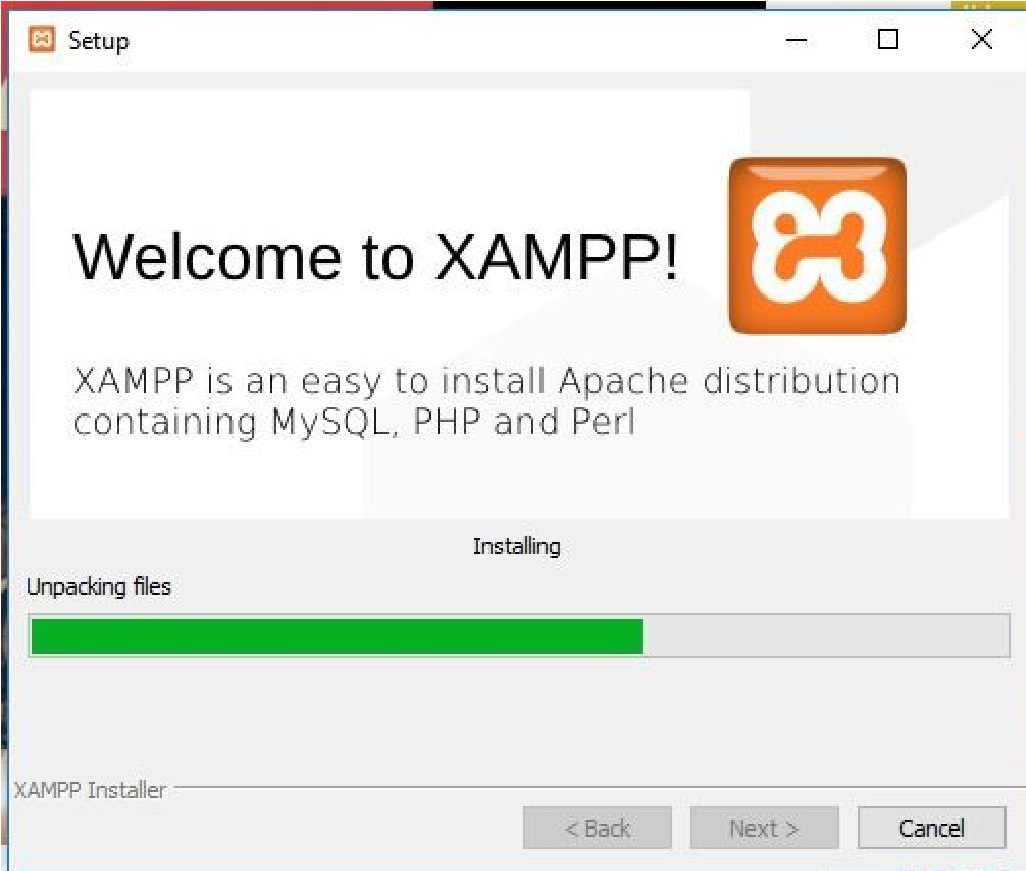 Setup
Welcome to XAMPP!
XAMPP is an easy to install Apache distribution
containing MySQL, PHP and Perl
Installing
Unpacking files
XAMPP Installer
< Back
Next >
Cancel